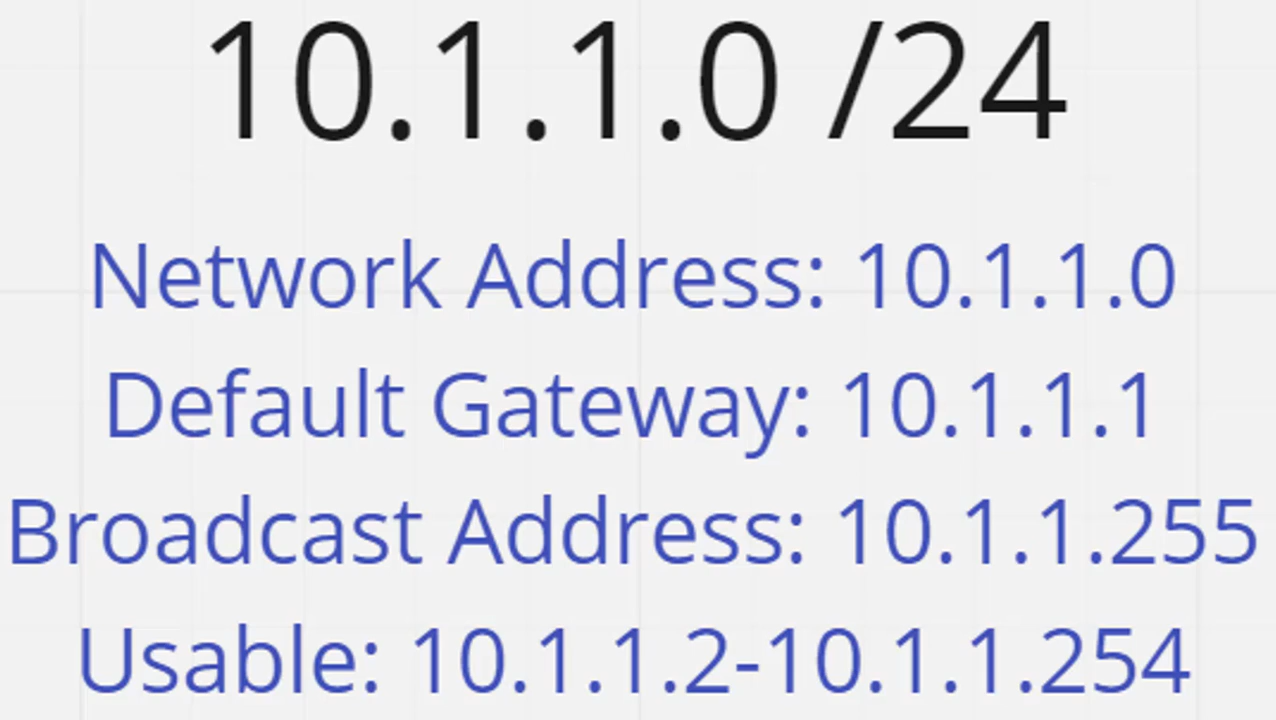 10.1.1.0 /24
Network Address: 10.1.1.0
Default Gateway: 10.1.1.1
Broadcast Address: 10.1.1.255
Usable: 10.1.1.2-10.1.1.254